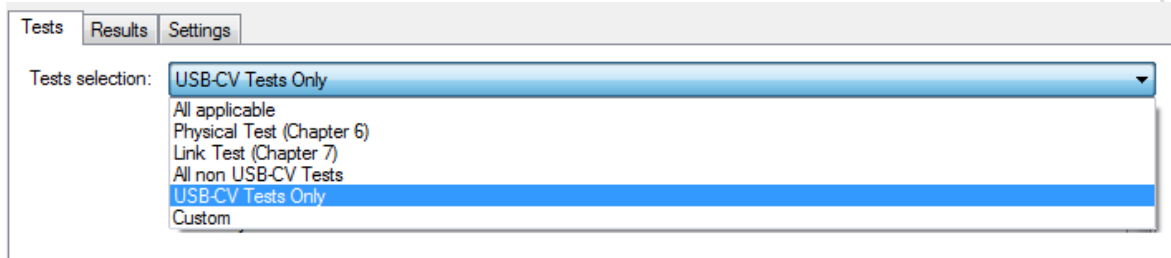 Tests Results Settings
Tests selection: USB-CV Tests Only
All applicable
Physical Test (Chapter 6)
Link Test (Chapter 7)
All non USB-CV Tests
USB-CV Tests Only
Custom